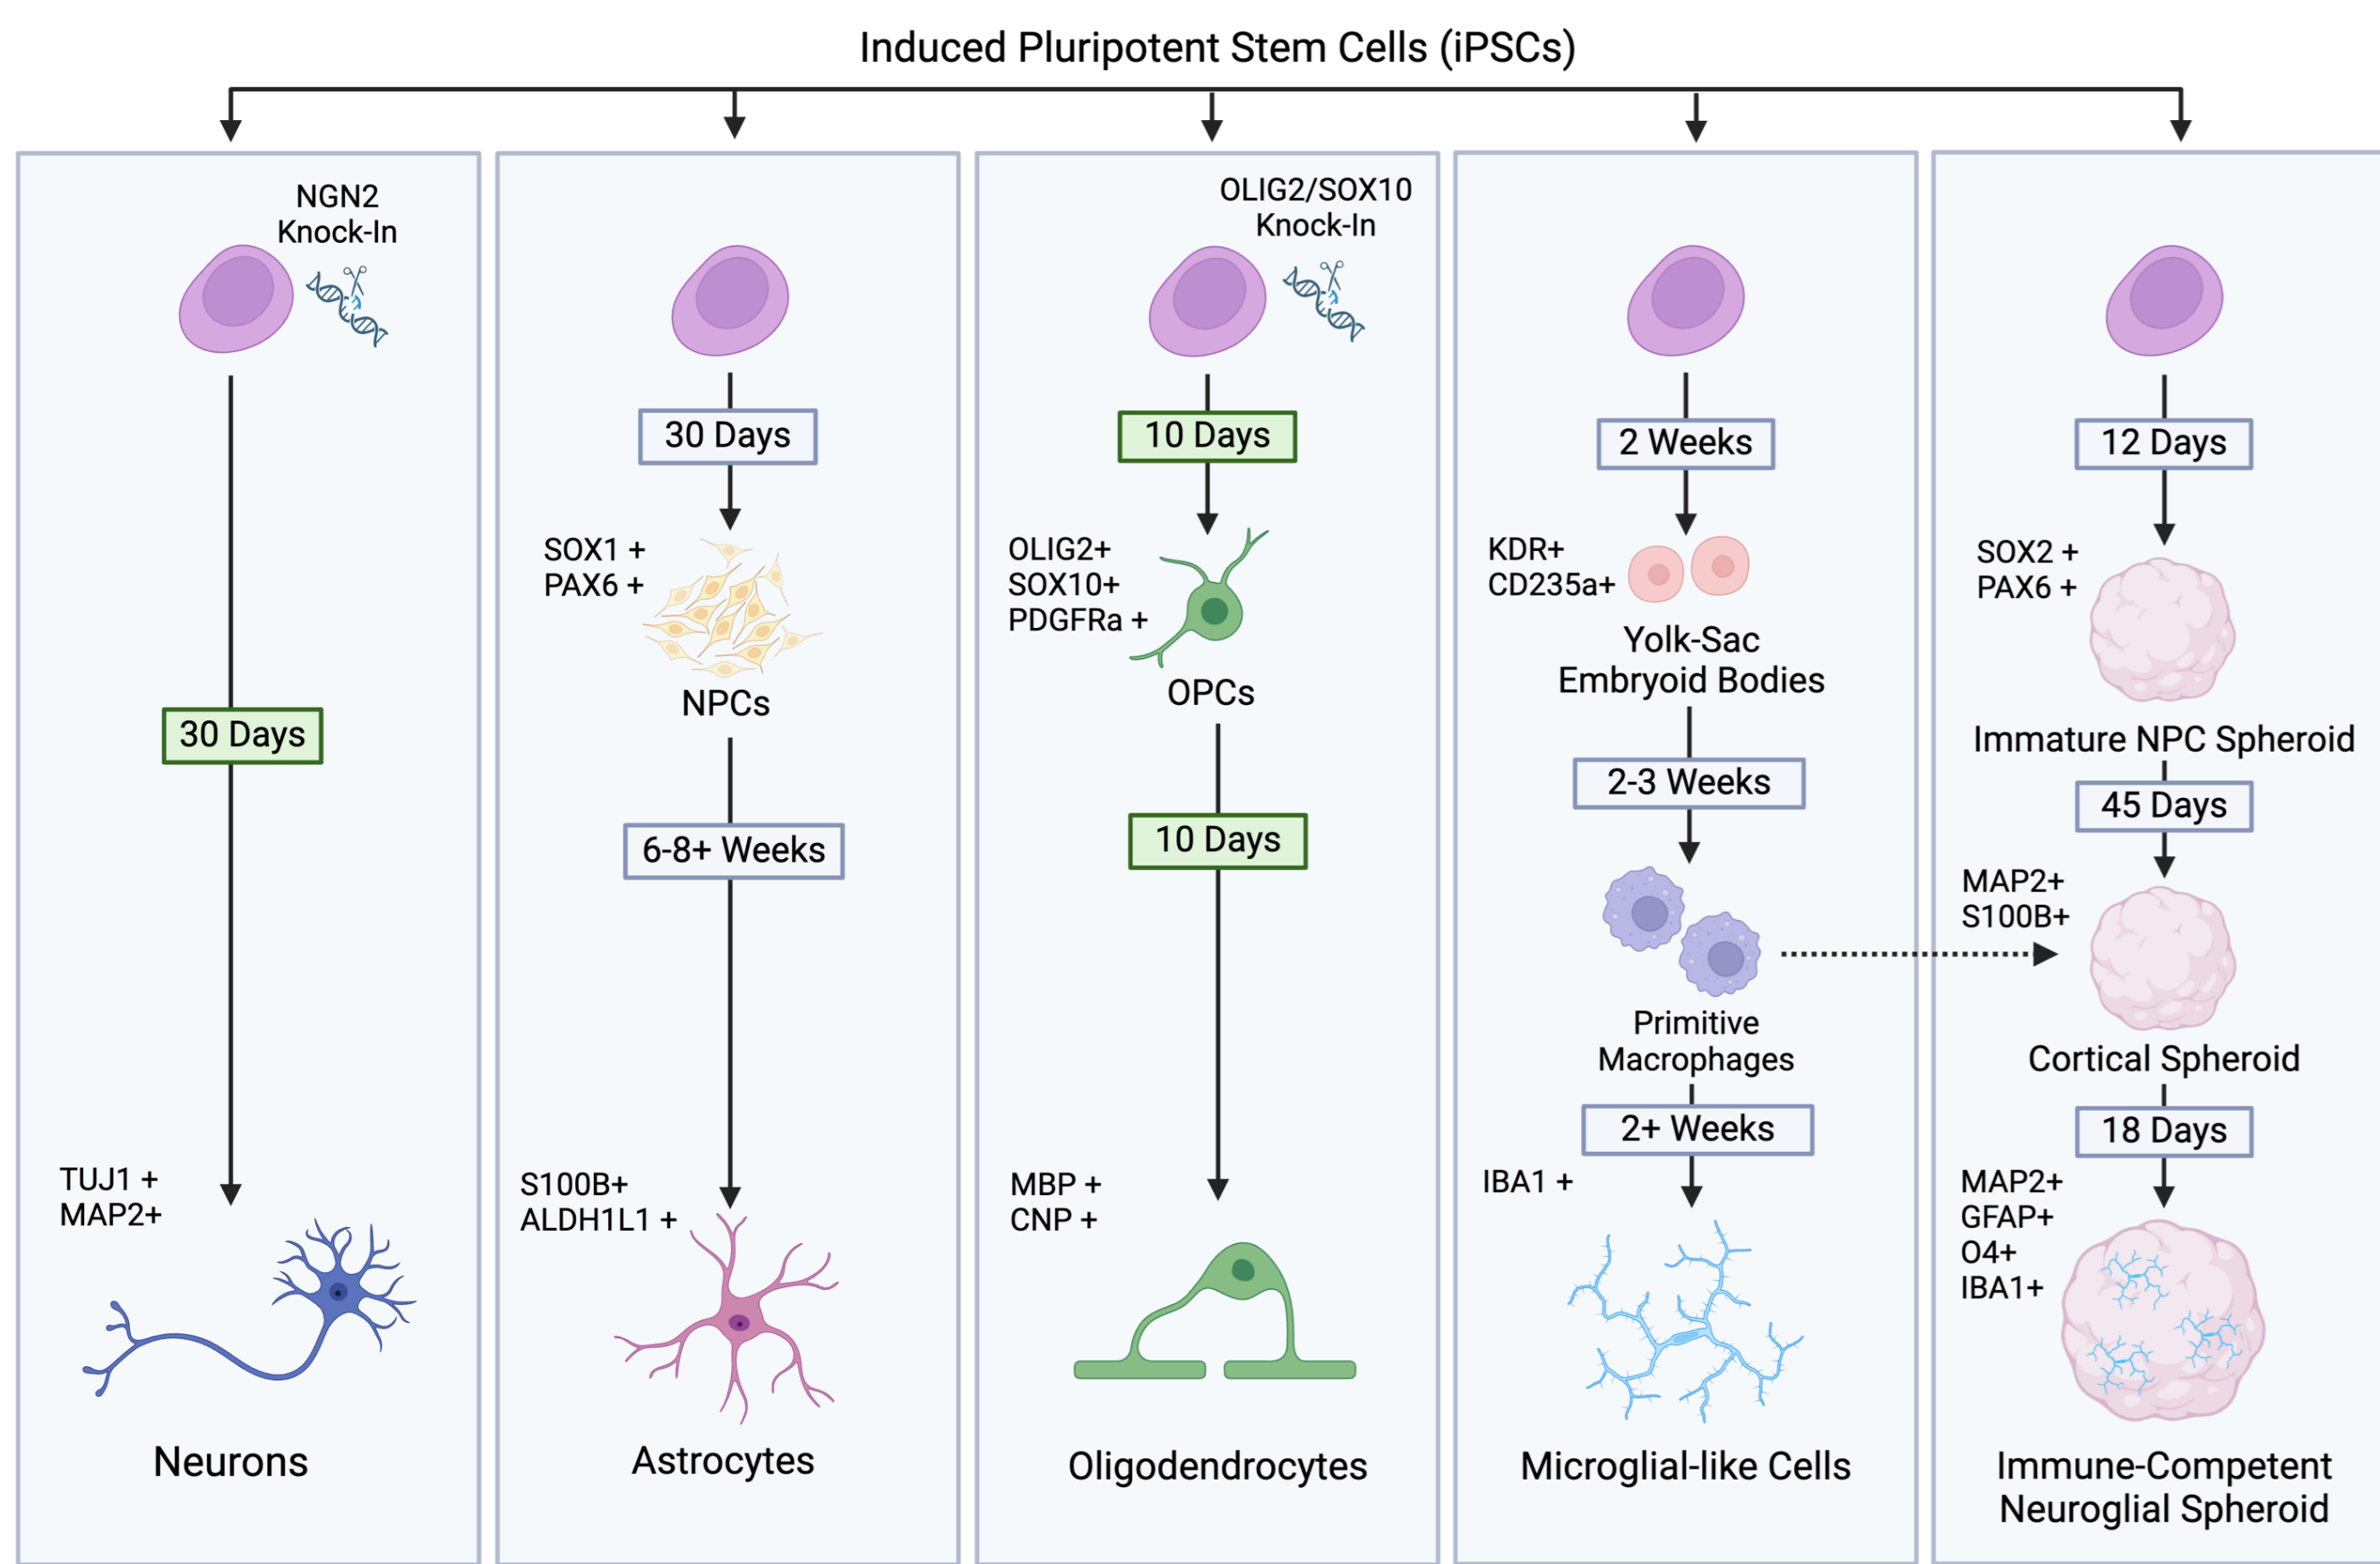 Induced Pluripotent Stem Cells (iPSCs)
NGN2
Knock-In
30 Days
TUJ1 +
MAP2+
Neurons
30 Days
SOX1 +
PAX6 +
NPCs
6-8+ Weeks
S100B+
ALDH1L1 +
Astrocytes
OLIG2/SOX10
Knock-In
10 Days
OLIG2+
SOX10+
PDGFRa +
OPCs
10 Days
MBP +
CNP +
Oligodendrocytes
2 Weeks
KDR+
CD235a+
Yolk-Sac
Embryoid Bodies
2-3 Weeks
Primitive
Macrophages
2+ Weeks
IBA1 +
Microglial-like Cells
12 Days
SOX2 +
PAX6 +
Immature NPC Spheroid
45 Days
MAP2+
S100B+
Cortical Spheroid
18 Days
MAP2+
GFAP+
O4+
IBA1+
Immune-Competent
Neuroglial Spheroid